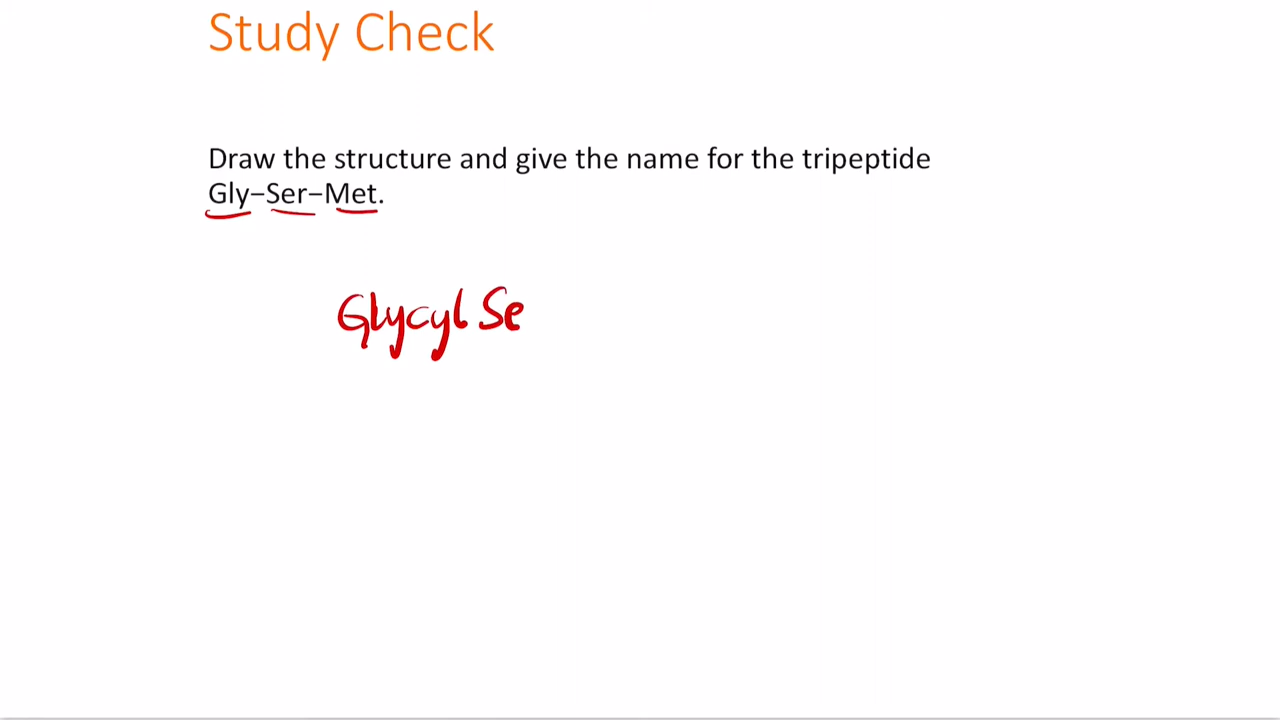 Study Check
Draw the structure and give the name for the tripeptide
Gly–Ser–Met.
Glycyl Se